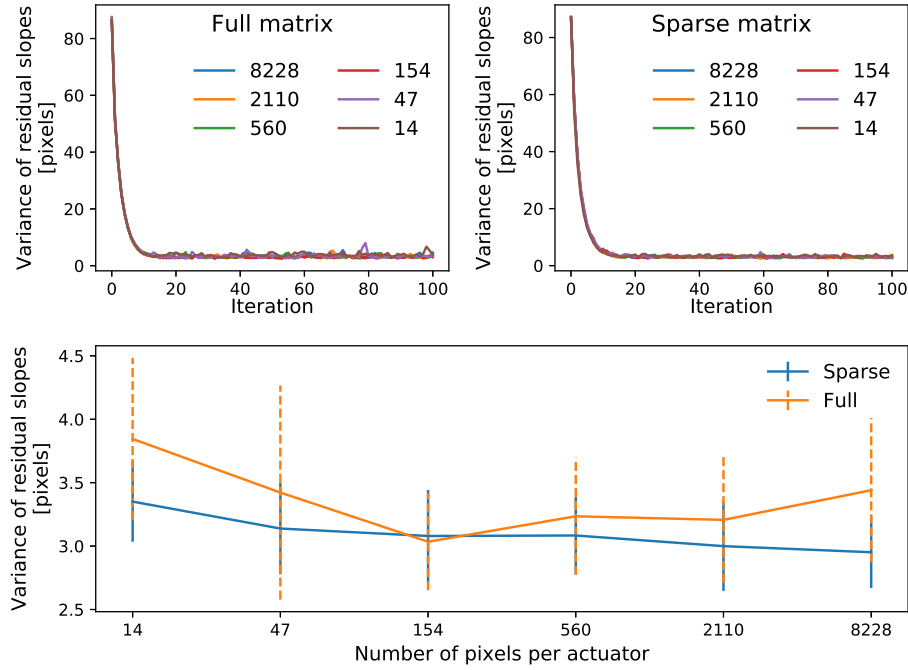 Full matrix
Variance of residual slopes
[pixels]
80
60
40
20
0
8228 154
2110 47
560 14
0 20 40 60 80 100
Iteration
Sparse matrix
Variance of residual slopes
[pixels]
80
60
40
20
0
8228 154
2110 47
560 14
0 20 40 60 80 100
Iteration
Variance of residual slopes
[pixels]
4.5
4.0
3.5
3.0
2.5
Sparse
Full
14 47 154 560 2110 8228
Number of pixels per actuator